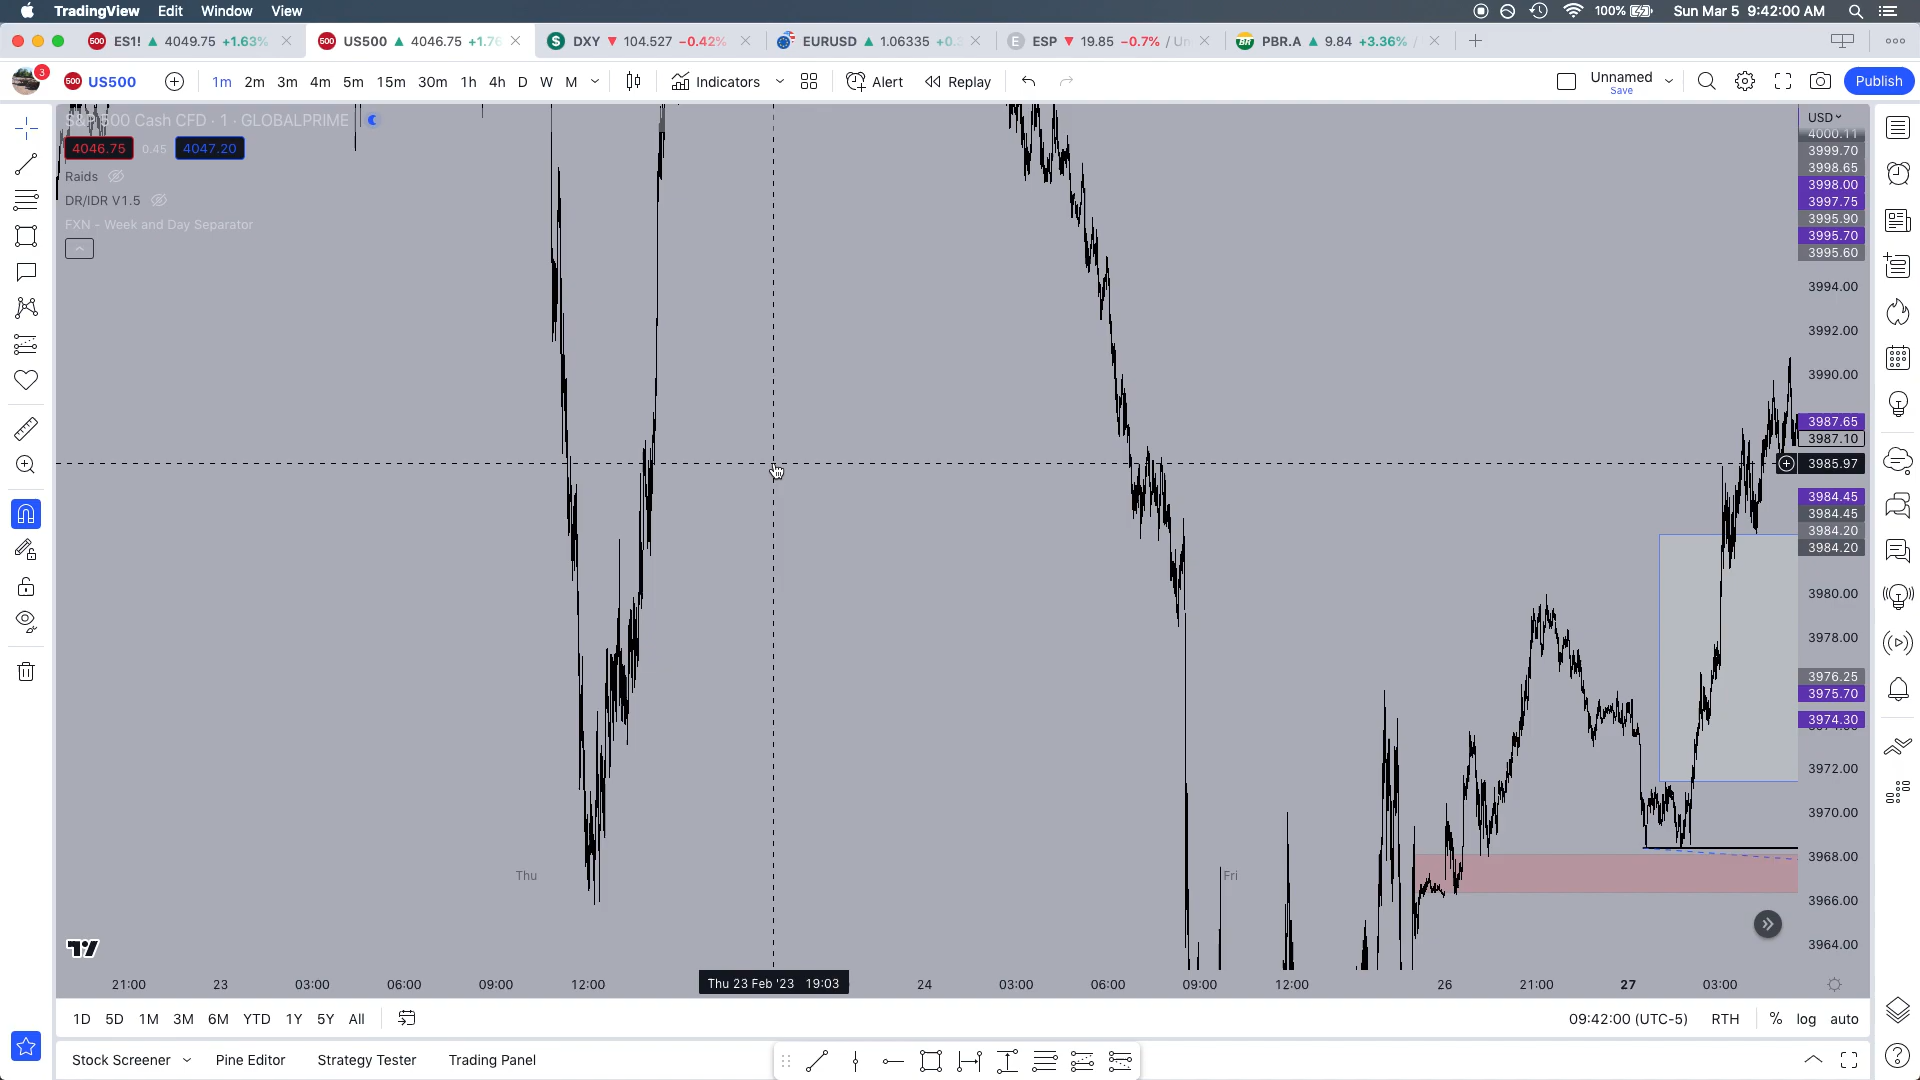 TradingView Edit Window View 100% Sun Mar 5 9:42:00 AM
500 ES1! ▲ 4049.75 +1.63% 500 US500 ▲ 4046.75 +1.76 $ DXY ▼ 104.527 −0.42% EURUSD ▲ 1.06335 +0. E ESP ▼ 19.85 −0.7% / Un BR PBR.A ▲ 9.84 +3.36% /
3 500 US500 1m 2m 3m 4m 5m 15m 30m 1h 4h D W M Indicators Alert Replay Unnamed Save Publish
S&P 500 Cash CFD · 1 · GLOBALPRIME
4046.75 0.45 4047.20
Raids
DR/IDR V1.5
FXN - Week and Day Separator
USD
4000.11
3999.70
3998.65
3998.00
3997.75
3995.90
3995.70
3995.60
3994.00
3992.00
3990.00
3987.65
3987.10
3985.97
3984.45
3984.45
3984.20
3984.20
3980.00
3978.00
3976.25
3975.70
3974.30
3972.00
3970.00
3968.00
3966.00
3964.00
Thu Fri
21:00 23 03:00 06:00 09:00 12:00 Thu 23 Feb '23 19:03 24 03:00 06:00 09:00 12:00 26 21:00 27 03:00
1D 5D 1M 3M 6M YTD 1Y 5Y All 09:42:00 (UTC-5) RTH % log auto
Stock Screener Pine Editor Strategy Tester Trading Panel